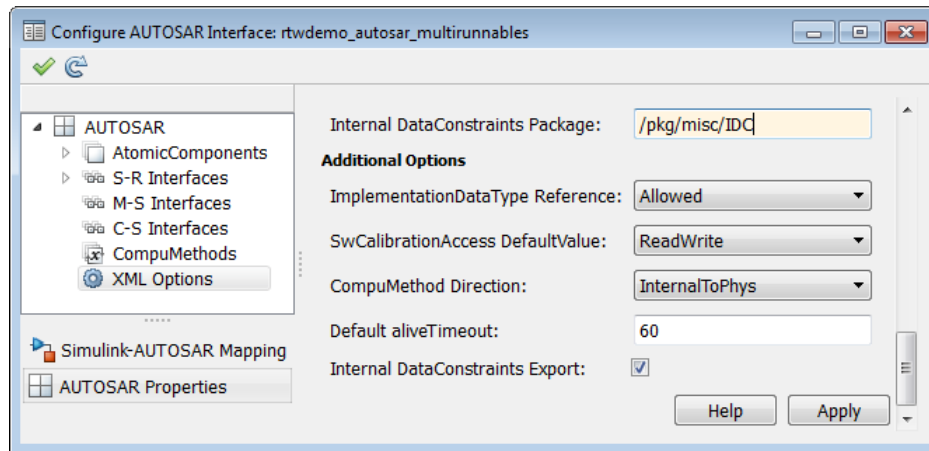 Configure AUTOSAR Interface: rtwdemo_autosar_multirunnables
AUTOSAR
AtomicComponents
S-R Interfaces
M-S Interfaces
C-S Interfaces
CompuMethods
XML Options
Simulink-AUTOSAR Mapping
AUTOSAR Properties
Internal DataConstraints Package: /pkg/misc/IDC
Additional Options
ImplementationDataType Reference: Allowed
SwCalibrationAccess DefaultValue: ReadWrite
CompuMethod Direction: InternalToPhys
Default aliveTimeout: 60
Internal DataConstraints Export:
Help Apply